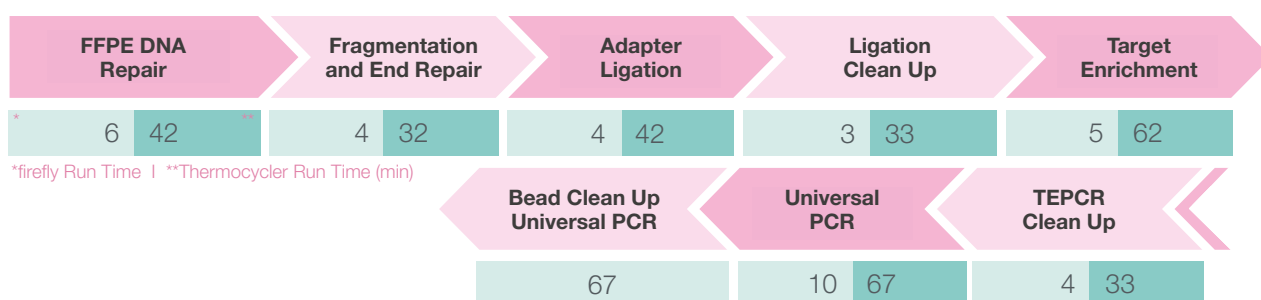 FFPE DNA
Repair
Fragmentation
and End Repair
Adapter
Ligation
Ligation
Clean Up
Target
Enrichment
* 6 42 **
4 32
4 42
3 33
5 62
*firefly Run Time I **Thermocycler Run Time (min)
Bead Clean Up
Universal PCR
Universal
PCR
TEPCR
Clean Up
67
10 67
4 33